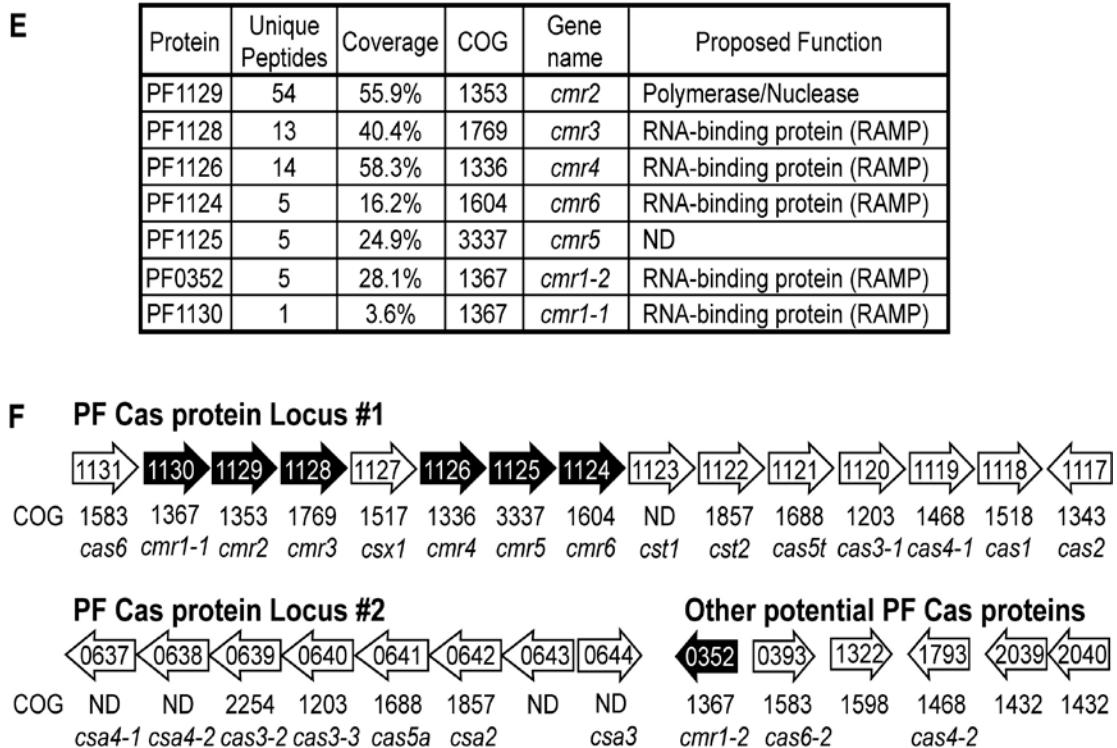 E
Protein Unique Peptides Coverage COG Gene name Proposed Function
PF1129 54 55.9% 1353 cmr2 Polymerase/Nuclease
PF1128 13 40.4% 1769 cmr3 RNA-binding protein (RAMP)
PF1126 14 58.3% 1336 cmr4 RNA-binding protein (RAMP)
PF1124 5 16.2% 1604 cmr6 RNA-binding protein (RAMP)
PF1125 5 24.9% 3337 cmr5 ND
PF0352 5 28.1% 1367 cmr1-2 RNA-binding protein (RAMP)
PF1130 1 3.6% 1367 cmr1-1 RNA-binding protein (RAMP)
F PF Cas protein Locus #1
1131 1130 1129 1128 1127 1126 1125 1124 1123 1122 1121 1120 1119 1118 1117
COG 1583 1367 1353 1769 1517 1336 3337 1604 ND 1857 1688 1203 1468 1518 1343
cas6 cmr1-1 cmr2 cmr3 csx1 cmr4 cmr5 cmr6 cst1 cst2 cas5t cas3-1 cas4-1 cas1 cas2
PF Cas protein Locus #2
0637 0638 0639 0640 0641 0642 0643 0644
COG ND ND 2254 1203 1688 1857 ND ND
csa4-1 csa4-2 cas3-2 cas3-3 cas5a csa2 csa3
Other potential PF Cas proteins
0352 0393 1322 1793 2039 2040
1367 1583 1598 1468 1432 1432
cmr1-2 cas6-2 cas4-2